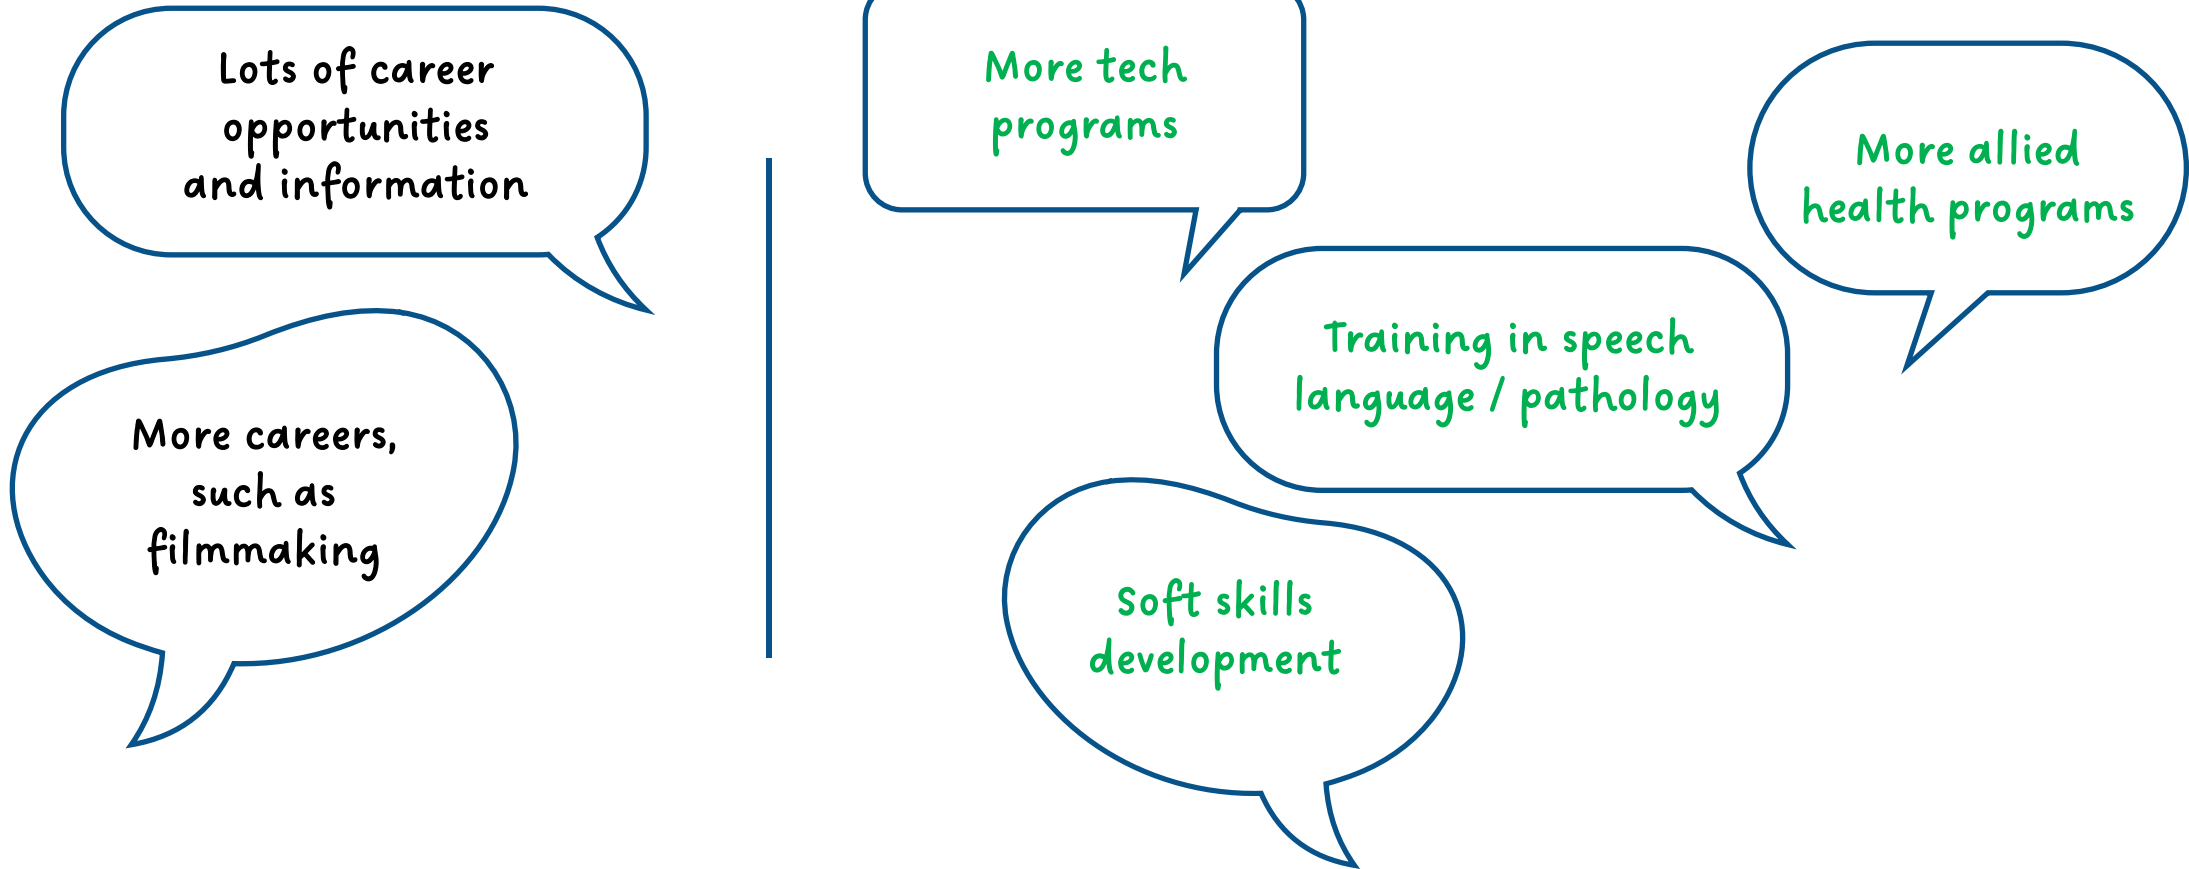 Lots of career
opportunities
and information
More careers,
such as
filmmaking
More tech
programs
More allied
health programs
Training in speech
language / pathology
Soft skills
development